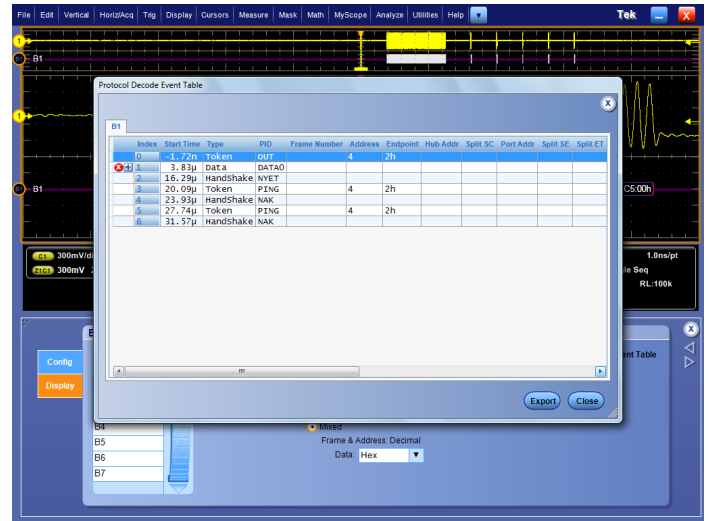 File Edit Vertical Horiz/Acq Trig Display Cursors Measure Mask Math MyScope Analyze Utilities Help Tek X
1
B1 B1
Protocol Decode Event Table
X
B1
Index Start Time Type PID Frame Number Address Endpoint Hub Addr Split SC Port Addr Split SE Split ET
0 -1.72n Token OUT 4 2h
1 3.83µ Data DATA0
2 16.29µ HandShake NYET
3 20.09µ Token PING 4 2h
4 23.93µ HandShake NAK
5 27.74µ Token PING 4 2h
6 31.57µ HandShake NAK
1
B1 C5:00h
C1 300mV/di 1.0ns/pt
Z1C1 300mV le Seq
RL:100k
X
ent Table
Config
Display
Export Close
B4 Mixed
B5 Frame & Address: Decimal
B6 Data: Hex
B7